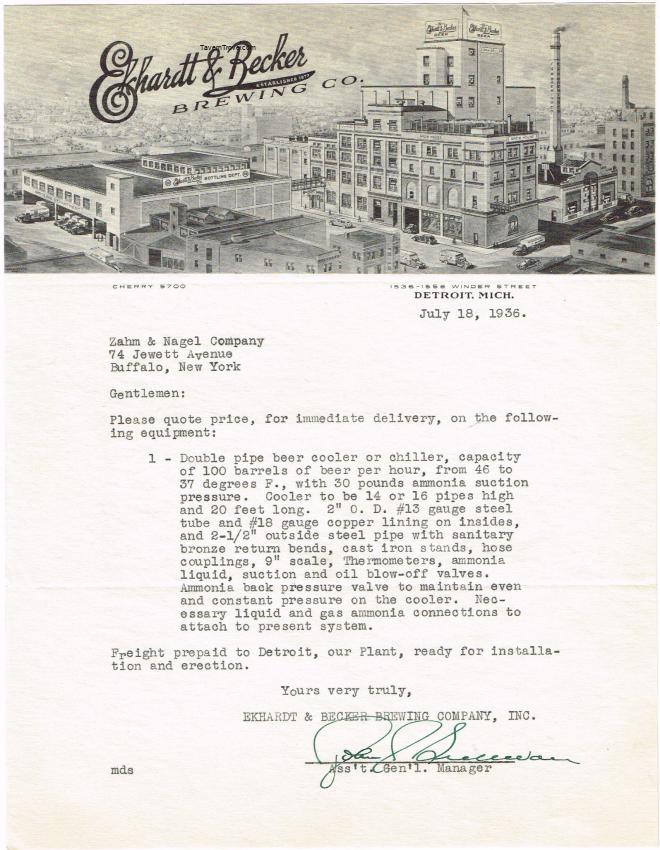 TavernTrove.com
Ekhardt & Becker
ESTABLISHED 1873
BREWING CO.
BOTTLING DEPT.
CHERRY 5700
1536-1558 WINDER STREET
DETROIT, MICH.
July 18, 1936.
Zahm & Nagel Company
74 Jewett Avenue
Buffalo, New York
Gentlemen:
Please quote price, for immediate delivery, on the follow-
ing equipment:
1 - Double pipe beer cooler or chiller, capacity
of 100 barrels of beer per hour, from 46 to
37 degrees F., with 30 pounds ammonia suction
pressure. Cooler to be 14 or 16 pipes high
and 20 feet long. 2" O. D. #13 gauge steel
tube and #18 gauge copper lining on insides,
and 2-1/2" outside steel pipe with sanitary
bronze return bends, cast iron stands, hose
couplings, 9" scale, Thermometers, ammonia
liquid, suction and oil blow-off valves.
Ammonia back pressure valve to maintain even
and constant pressure on the cooler. Nec-
essary liquid and gas ammonia connections to
attach to present system.
Freight prepaid to Detroit, our Plant, ready for installa-
tion and erection.
Yours very truly,
EKHARDT & BECKER BREWING COMPANY, INC.
Ass't. Gen'l. Manager
mds